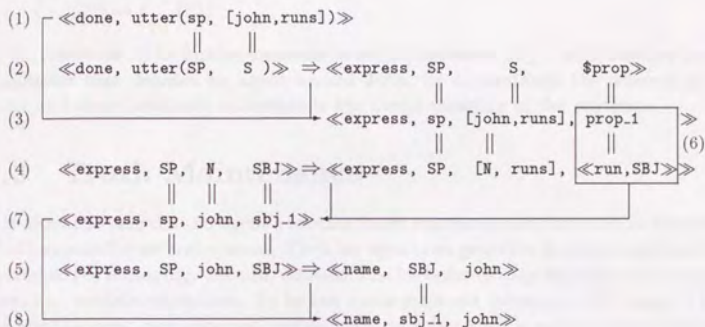 (1) ≪done, utter(sp, [john,runs])≫
|| ||
(2) ≪done, utter(SP, S )≫ ⇒ ≪express, SP, S, $prop≫
|| || ||
(3) ≪express, sp, [john,runs], prop_1 ≫
|| || || (6)
(4) ≪express, SP, N, SBJ≫ ⇒ ≪express, SP, [N, runs], ≪run,SBJ≫ ≫
|| || ||
(7) ≪express, sp, john, sbj_1≫
|| ||
(5) ≪express, SP, john, SBJ≫ ⇒ ≪name, SBJ, john≫
||
(8) ≪name, sbj_1, john≫